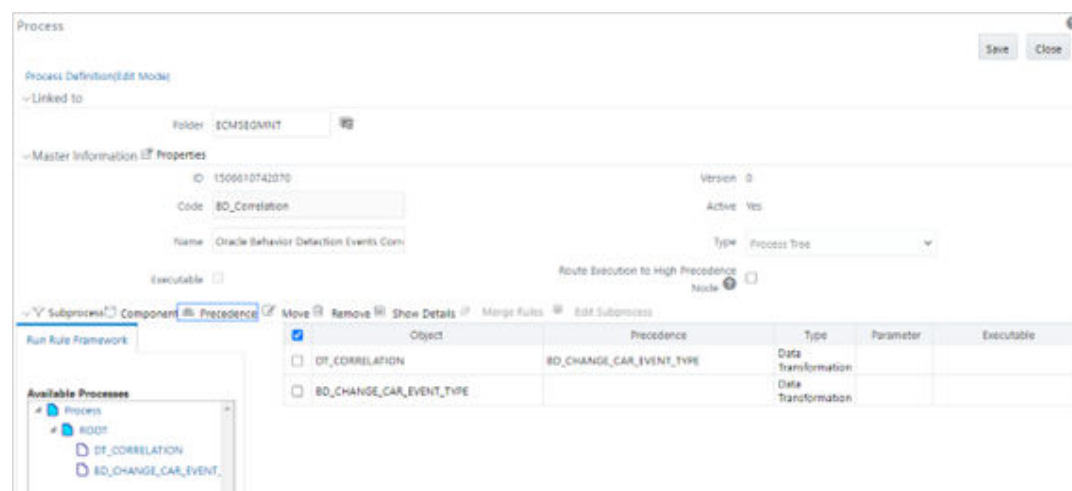 Process
Save Close
Process Definition(Edit Mode)
Linked to
Folder ECMSEGMNT
Master Information Properties
ID 1506610742070 Version 0
Code BD_Correlation Active Yes
Name Oracle Behavior Detection Events Corr Type Process Tree
Executable Route Execution to High Precedence Node
Subprocess Component Precedence Move Remove Show Details Merge Rules Edit Subprocess
Run Rule Framework
Object Precedence Type Parameter Executable
DT_CORRELATION BD_CHANGE_CAR_EVENT_TYPE Data Transformation
BD_CHANGE_CAR_EVENT_TYPE Data Transformation
Available Processes
Process
ROOT
DT_CORRELATION
BD_CHANGE_CAR_EVENT_